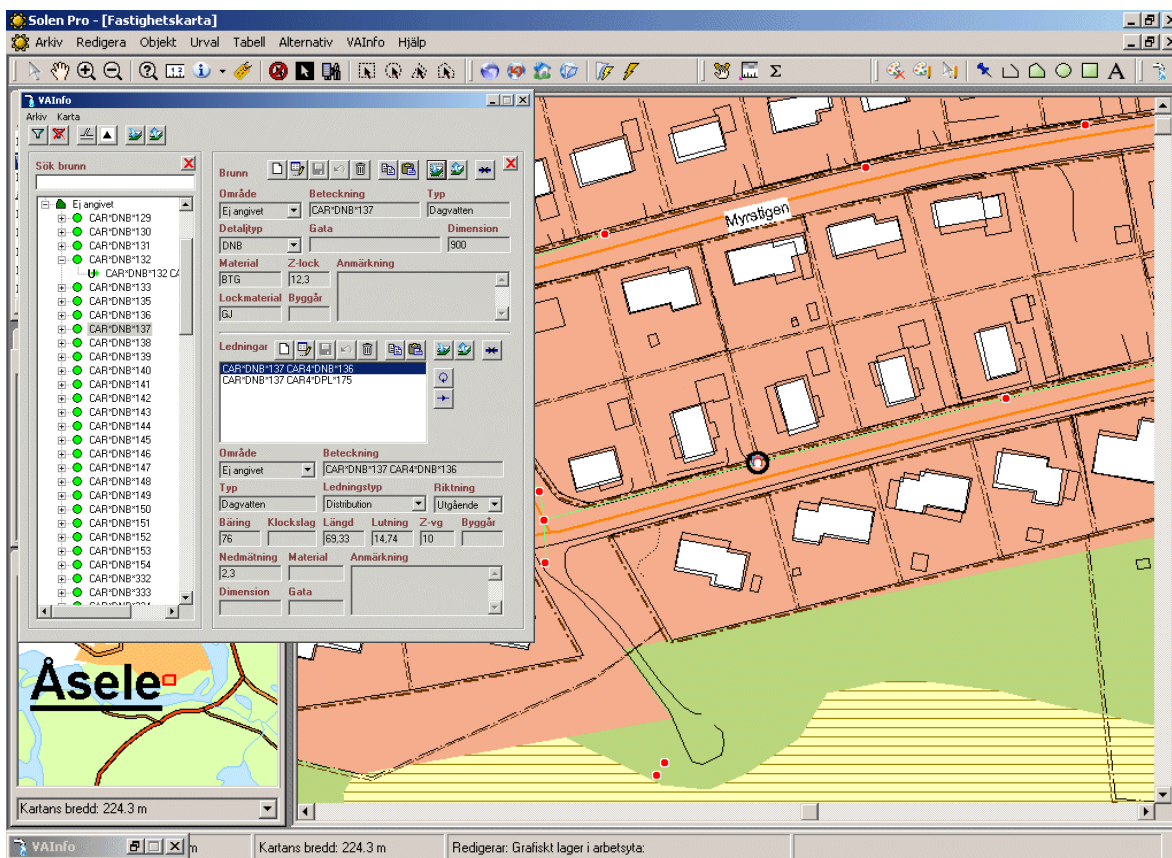 Solen Pro - [Fastighetskarta]
Arkiv Redigera Objekt Urval Tabell Alternativ VAInfo Hjälp
VAInfo
Arkiv Karta
Sök brunn
Ej angivet
CAR*DNB*129
CAR*DNB*130
CAR*DNB*131
CAR*DNB*132
CAR*DNB*132 CA
CAR*DNB*133
CAR*DNB*135
CAR*DNB*136
CAR*DNB*137
CAR*DNB*138
CAR*DNB*139
CAR*DNB*140
CAR*DNB*141
CAR*DNB*142
CAR*DNB*143
CAR*DNB*144
CAR*DNB*145
CAR*DNB*146
CAR*DNB*147
CAR*DNB*148
CAR*DNB*149
CAR*DNB*150
CAR*DNB*151
CAR*DNB*152
CAR*DNB*153
CAR*DNB*154
CAR*DNB*332
CAR*DNB*333
Brunn
Område Beteckning Typ
Ej angivet CAR*DNB*137 Dagvatten
Detaljtyp Gata Dimension
DNB 900
Material Z-lock Anmärkning
BTG 12,3
Lockmaterial Byggår
GJ
Ledningar
CAR*DNB*137 CAR4*DNB*136
CAR*DNB*137 CAR4*DPL*175
Område Beteckning
Ej angivet CAR*DNB*137 CAR4*DNB*136
Typ Ledningstyp Riktning
Dagvatten Distribution Utgående
Bäring Klockslag Längd Lutning Z-vg Byggår
76 69,33 14,74 10
Nedmätning Material Anmärkning
2,3
Dimension Gata
Myrstigen
Åsele
Kartans bredd: 224.3 m
VAInfo m Kartans bredd: 224.3 m Redigerar: Grafiskt lager i arbetsyta: